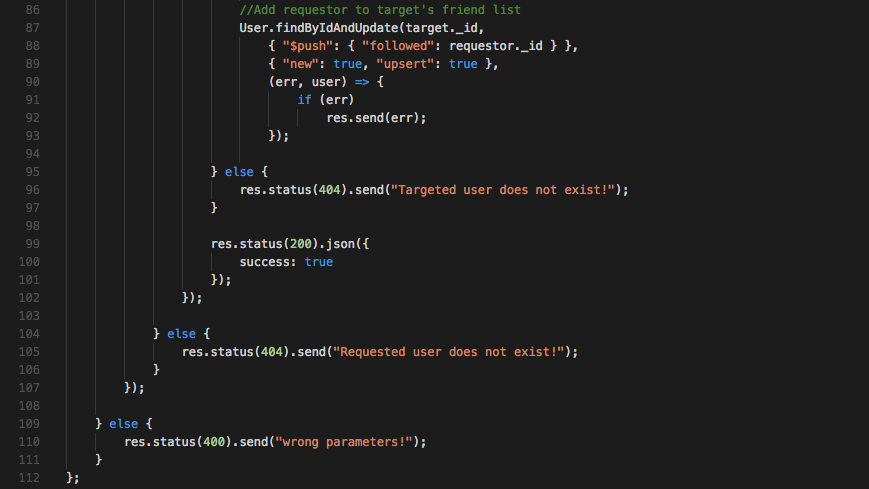 86 //Add requestor to target's friend list
87 User.findByIdAndUpdate(target._id,
88 { "$push": { "followed": requestor._id } },
89 { "new": true, "upsert": true },
90 (err, user) => {
91 if (err)
92 res.send(err);
93 });
94
95 } else {
96 res.status(404).send("Targeted user does not exist!");
97 }
98
99 res.status(200).json({
100 success: true
101 });
102 });
103
104 } else {
105 res.status(404).send("Requested user does not exist!");
106 }
107 });
108
109 } else {
110 res.status(400).send("wrong parameters!");
111 }
112 };